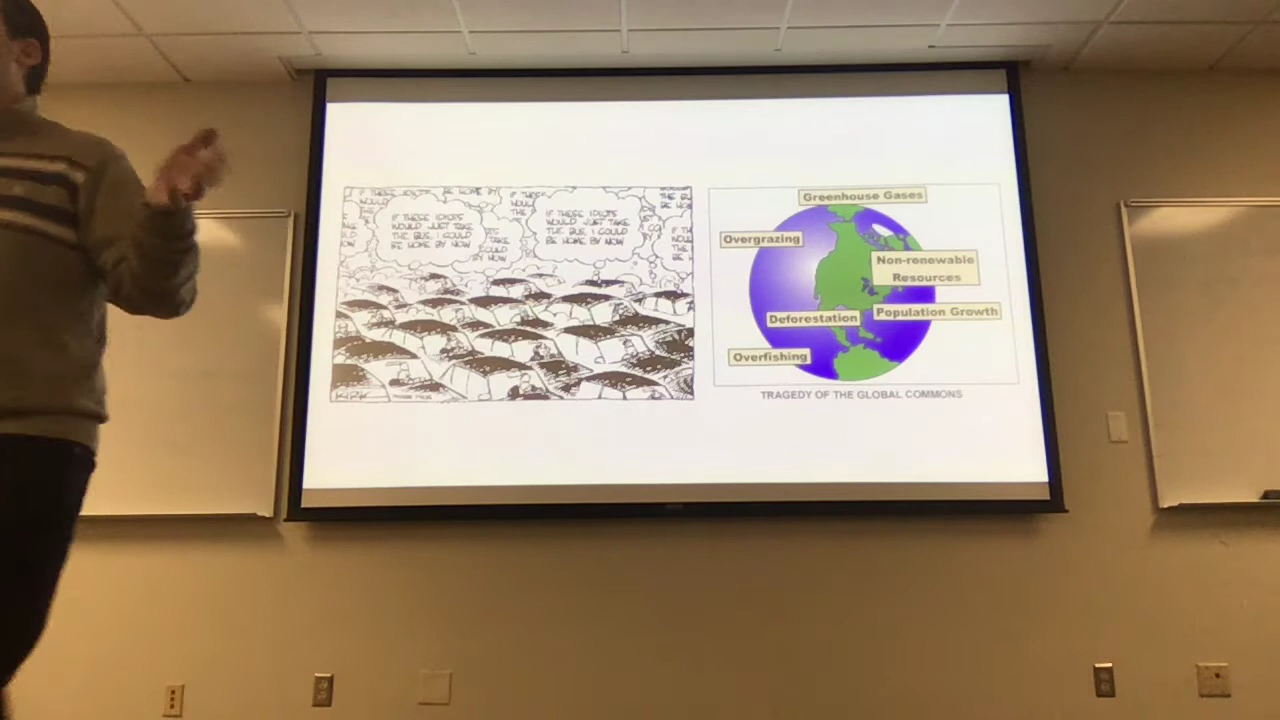 IF THESE IDIOTS
WOULD JUST TAKE
THE BUS, I COULD
BE HOME BY NOW
IF THESE IDIOTS
WOULD JUST TAKE
THE BUS, I COULD
BE HOME BY NOW
Greenhouse Gases
Overgrazing
Non-renewable
Resources
Deforestation
Population Growth
Overfishing
TRAGEDY OF THE GLOBAL COMMONS